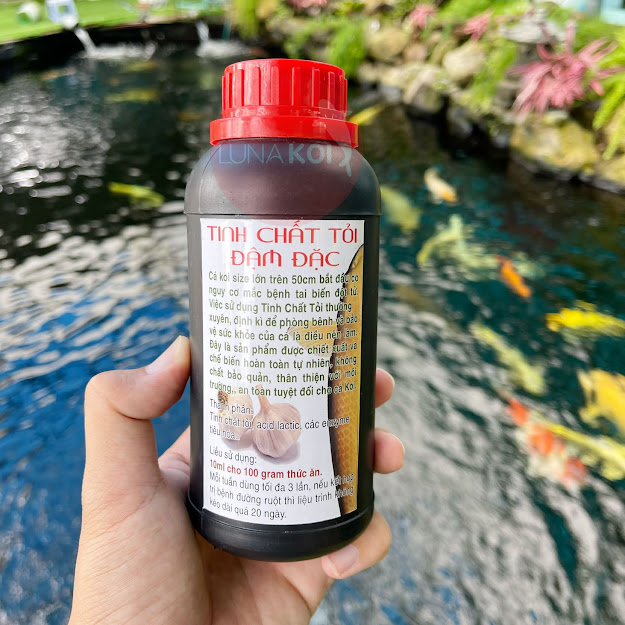 LUNA KOI
TINH CHẤT TỎI
ĐẬM ĐẶC
Cá koi size lớn trên 50cm bắt đầu có
nguy cơ mắc bệnh tai biến đột tử.
Việc sử dụng Tinh Chất Tỏi thường
xuyên, định kì để phòng bệnh và bảo
vệ sức khỏe của cá là điều nên làm.
Đây là sản phẩm được chiết xuất và
chế biến hoàn toàn tự nhiên, không
chất bảo quản, thân thiện với môi
trường,, an toàn tuyệt đối cho cá Koi.
Thành phần:
Tinh chất tỏi, acid lactic, các enzyme
tiêu hóa...
Liều sử dụng:
10ml cho 100 gram thức ăn.
Mỗi tuần dùng tối đa 3 lần, nếu kết hợp
trị bệnh đường ruột thì liệu trình không
kéo dài quá 20 ngày.